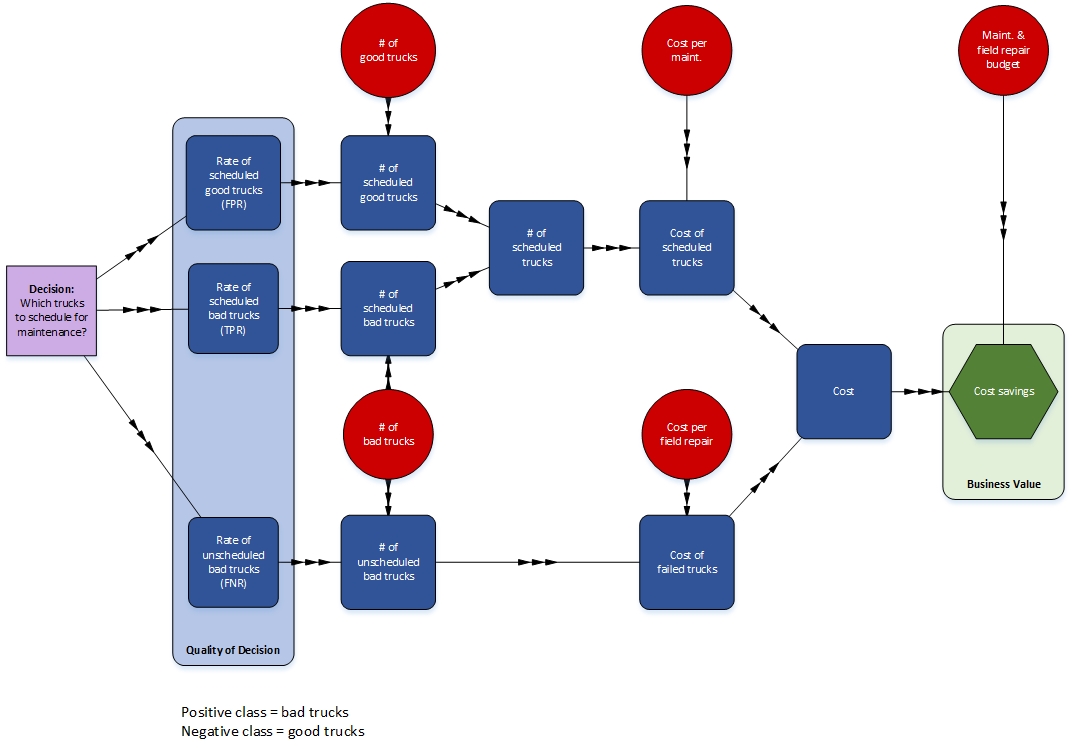 # of
good trucks
Cost per
maint.
Maint. &
field repair
budget
Rate of
scheduled
good trucks
(FPR)
# of
scheduled
good trucks
# of
scheduled
trucks
Cost of
scheduled
trucks
Decision:
Which trucks
to schedule for
maintenance?
Rate of
scheduled
bad trucks
(TPR)
# of
scheduled
bad trucks
Cost
Cost savings
# of
bad trucks
Cost per
field repair
Business Value
Rate of
unscheduled
bad trucks
(FNR)
# of
unscheduled
bad trucks
Cost of
failed trucks
Quality of Decision
Positive class = bad trucks
Negative class = good trucks